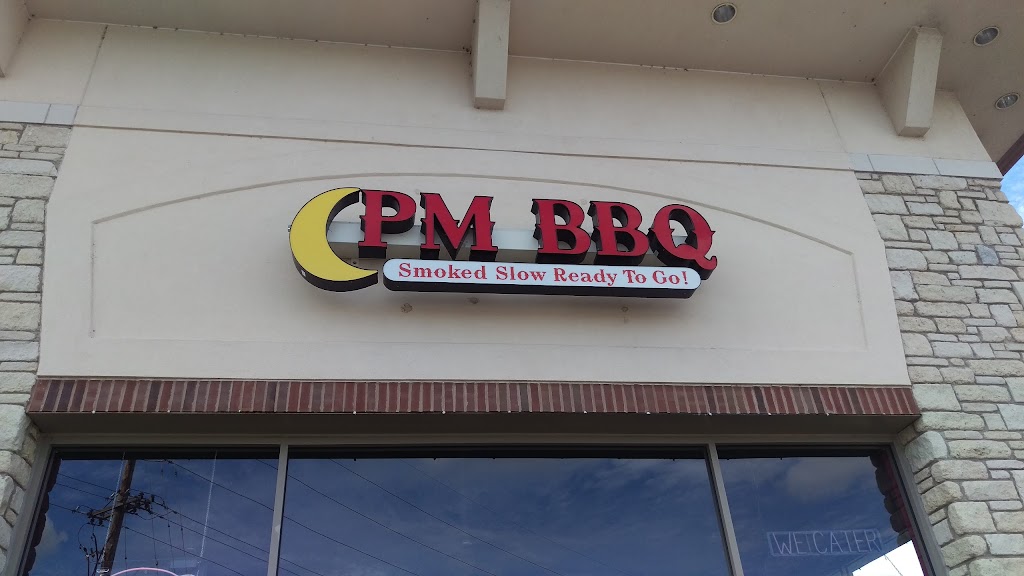 PM BBQ
Smoked Slow Ready To Go!
WE CATER!